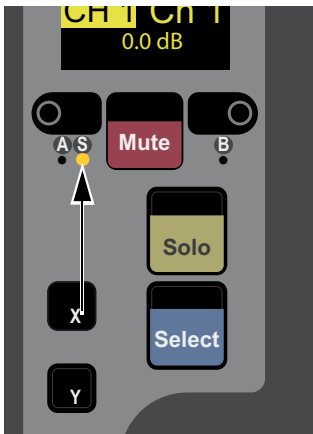 CH 1 Ch 1
0.0 dB
A S Mute B
Solo
X
Select
Y